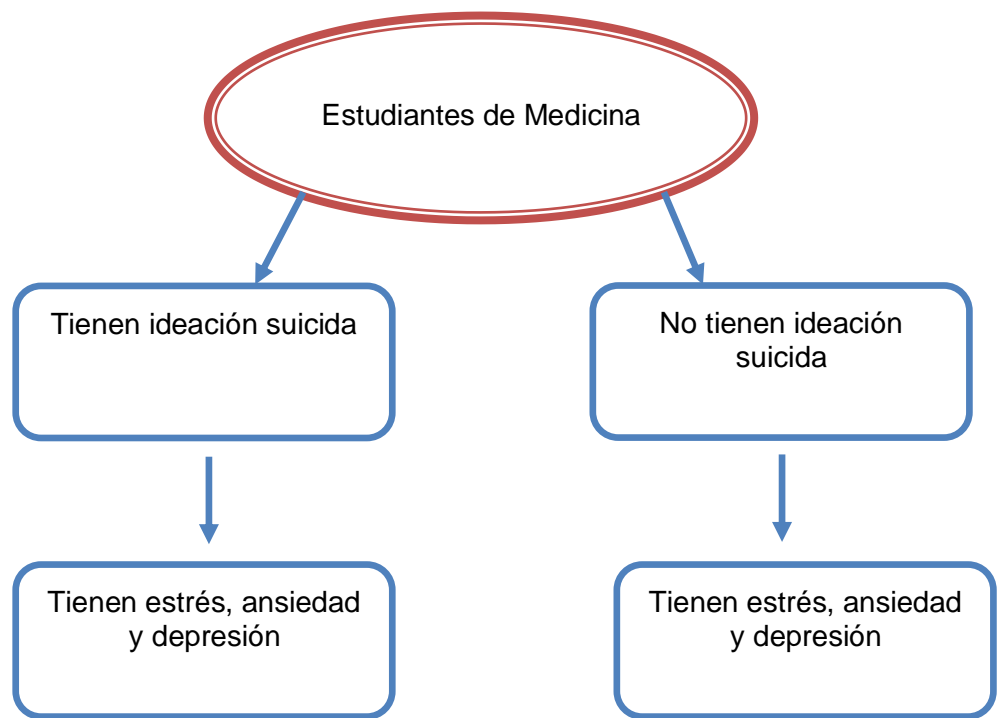 Estudiantes de Medicina
Tienen ideación suicida
No tienen ideación
suicida
Tienen estrés, ansiedad
y depresión
Tienen estrés, ansiedad
y depresión